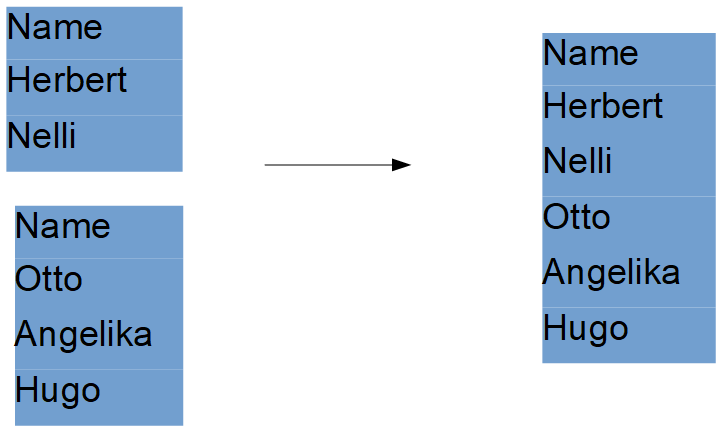 Name
Herbert
Nelli
Name
Otto
Angelika
Hugo
Name
Herbert
Nelli
Otto
Angelika
Hugo